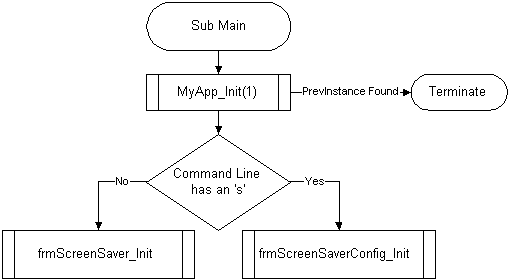 Sub Main
MyApp_Init(1)
PrevInstance Found
Terminate
Command Line
has an 's'
No
Yes
frmScreenSaver_Init
frmScreenSaverConfig_Init